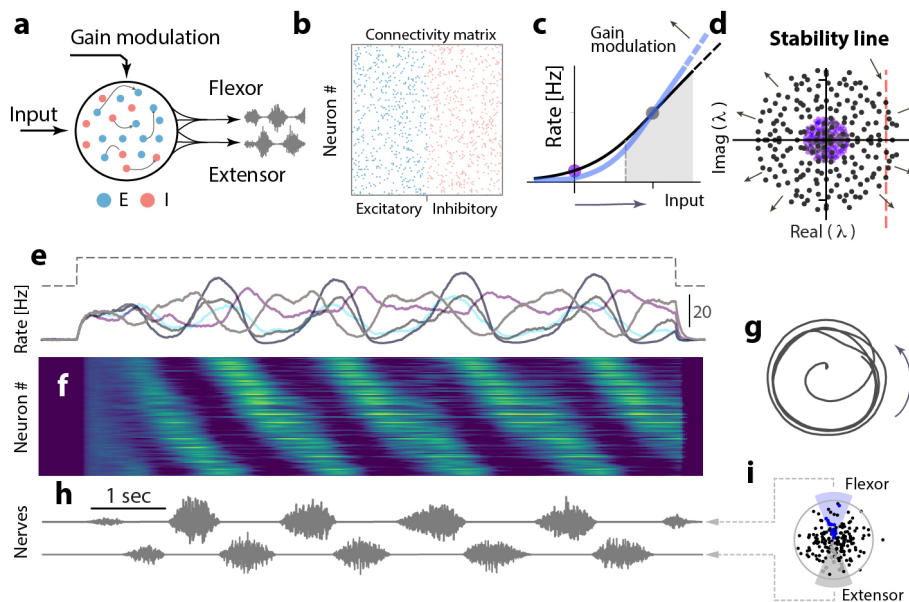 a
Gain modulation
Input
Flexor
Extensor
E
I
b
Connectivity matrix
Neuron #
Excitatory
Inhibitory
c
Gain
modulation
Rate [Hz]
Input
d
Stability line
Imag (λ)
Real (λ)
e
Rate [Hz]
20
f
Neuron #
g
h
1 sec
Nerves
i
Flexor
Extensor